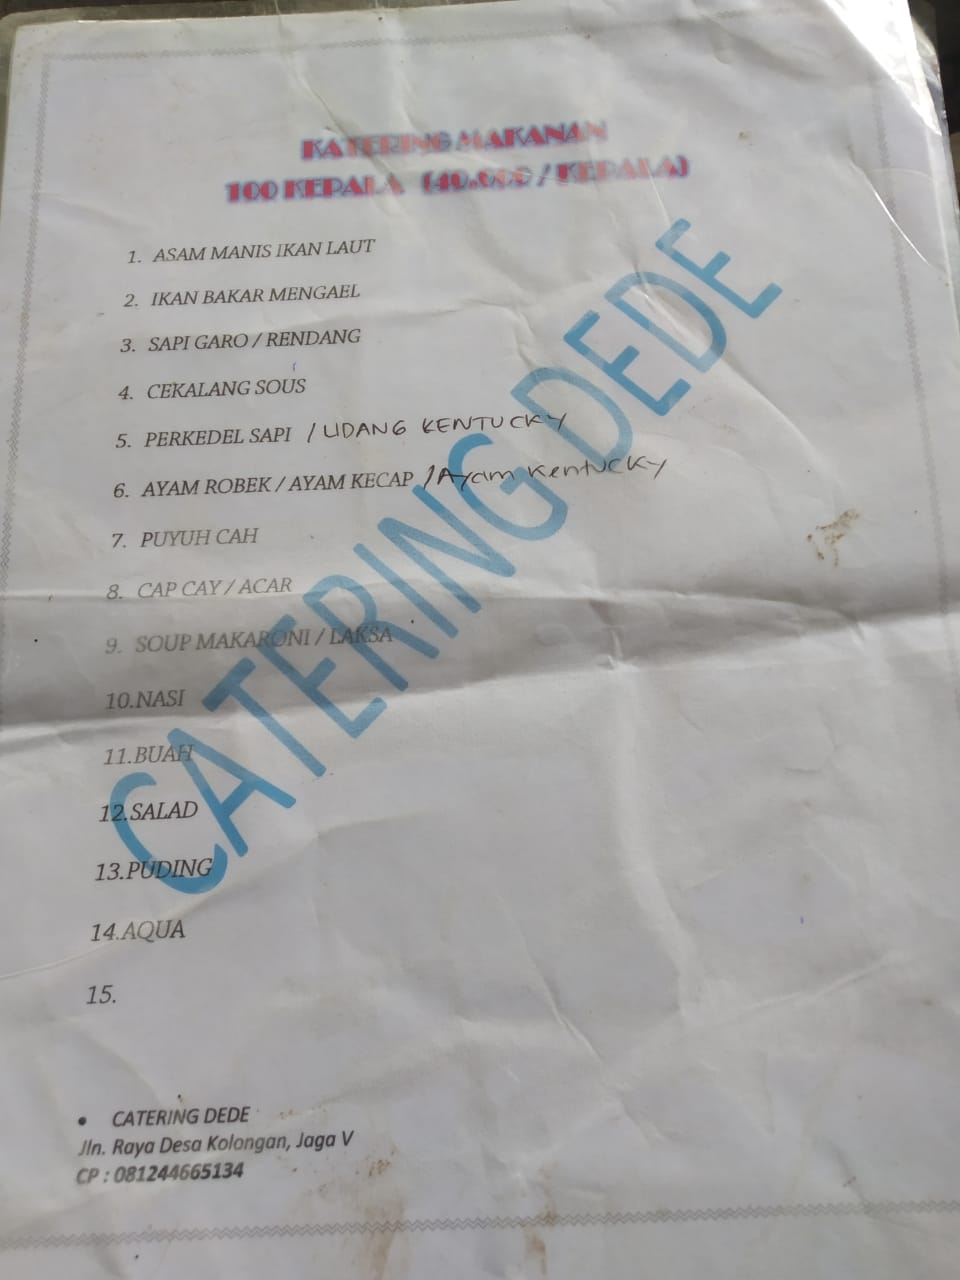 KATERING MAKANAN
100 KEPALA (40.000 / KEPALA)
1. ASAM MANIS IKAN LAUT
2. IKAN BAKAR MENGAEL
3. SAPI GARO / RENDANG
4. CEKALANG SOUS
5. PERKEDEL SAPI / UDANG KENTUCKY
6. AYAM ROBEK / AYAM KECAP / Ayam Kentucky
7. PUYUH CAH
8. CAP CAY / ACAR
9. SOUP MAKARONI / LAKSA
10.NASI
11.BUAH
12.SALAD
13.PUDING
14.AQUA
15.
CATERING DEDE
• CATERING DEDE
Jln. Raya Desa Kolongan, Jaga V
CP : 081244665134